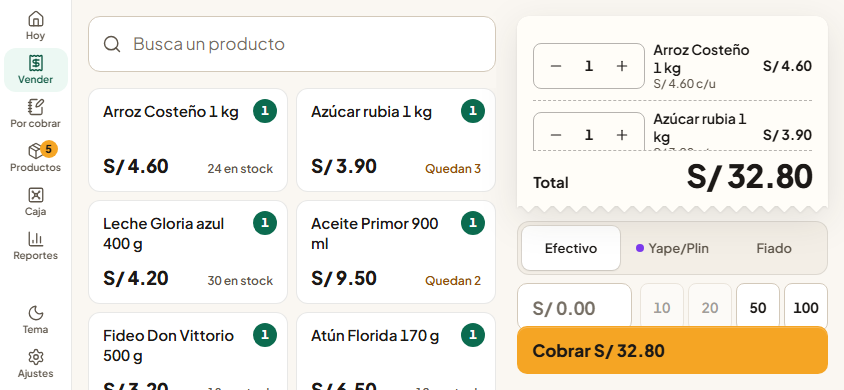 Hoy
Vender
Por cobrar
5
Productos
Caja
Reportes
Tema
Ajustes
Busca un producto
Arroz Costeño 1 kg
1
S/ 4.60
24 en stock
Azúcar rubia 1 kg
1
S/ 3.90
Quedan 3
Leche Gloria azul
400 g
1
S/ 4.20
30 en stock
Aceite Primor 900
ml
1
S/ 9.50
Quedan 2
Fideo Don Vittorio
500 g
1
S/ 3.20
Atún Florida 170 g
1
S/ 6.50
− 1 +
Arroz Costeño
1 kg
S/ 4.60 c/u
S/ 4.60
− 1 +
Azúcar rubia 1
kg
S/ 3.90
Total
S/ 32.80
Efectivo
Yape/Plin
Fiado
S/ 0.00
10
20
50
100
Cobrar S/ 32.80